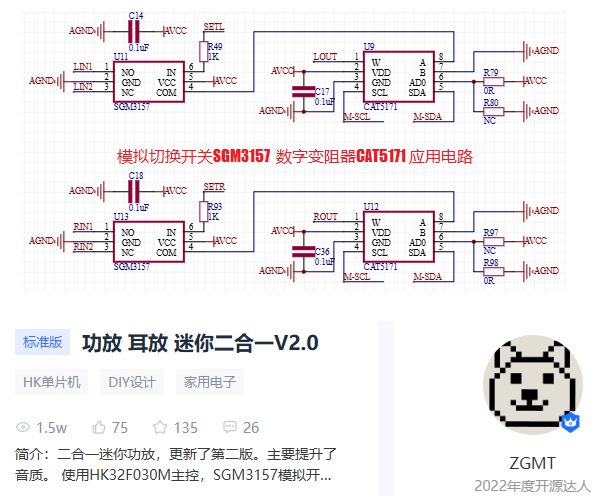 C14
AGND
AVCC
0.1uF
SETL
R49
1K
U11
LIN1
1
NO
IN
6
AGND
2
GND
VCC
5
AVCC
LIN2
3
NC
COM
4
SGM3157
U9
LOUT
1
W
A
8
AVCC
2
VDD
B
7
AGND
3
GND
AD0
6
4
SCL
SDA
5
C17
0.1uF
AGND
M-SCL
CAT5171
M-SDA
R79
0R
AVCC
R80
NC
AGND
模拟切换开关SGM3157 数字变阻器CAT5171 应用电路
C18
AGND
AVCC
0.1uF
SETR
R93
1K
U13
RIN1
1
NO
IN
6
AGND
2
GND
VCC
5
AVCC
RIN2
3
NC
COM
4
SGM3157
U12
ROUT
1
W
A
8
AVCC
2
VDD
B
7
AGND
3
GND
AD0
6
4
SCL
SDA
5
C36
0.1uF
AGND
M-SCL
CAT5171
M-SDA
R97
NC
AVCC
R98
0R
AGND
标准版 功放 耳放 迷你二合一V2.0
HK单片机 DIY设计 家用电子
1.5w 75 135 26
简介：二合一迷你功放，更新了第二版。主要提升了
音质。 使用HK32F030M主控，SGM3157模拟开...
ZGMT
2022年度开源达人